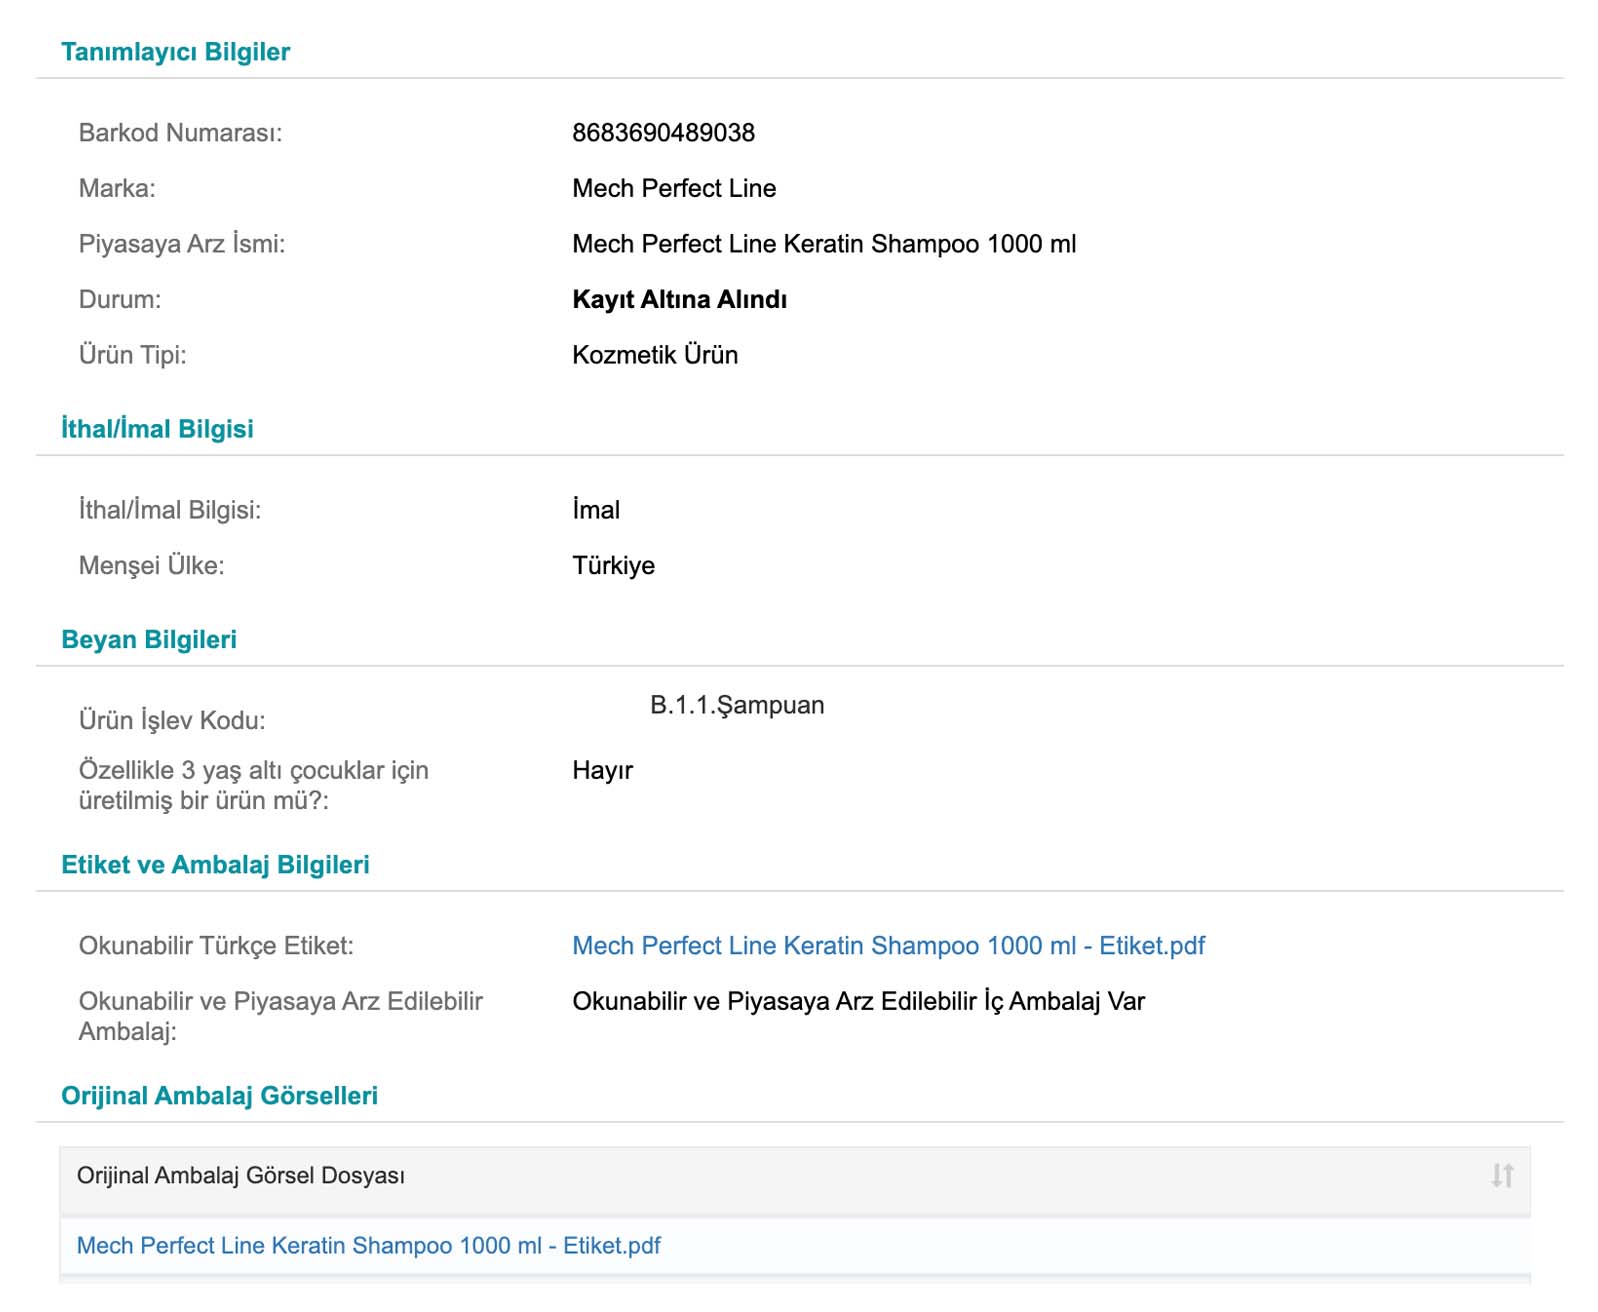 Tanımlayıcı Bilgiler
Barkod Numarası: 8683690489038
Marka: Mech Perfect Line
Piyasaya Arz İsmi: Mech Perfect Line Keratin Shampoo 1000 ml
Durum: Kayıt Altına Alındı
Ürün Tipi: Kozmetik Ürün
İthal/İmal Bilgisi
İthal/İmal Bilgisi: İmal
Menşei Ülke: Türkiye
Beyan Bilgileri
Ürün İşlev Kodu: B.1.1.Şampuan
Özellikle 3 yaş altı çocuklar için Hayır
üretilmiş bir ürün mü?:
Etiket ve Ambalaj Bilgileri
Okunabilir Türkçe Etiket: Mech Perfect Line Keratin Shampoo 1000 ml - Etiket.pdf
Okunabilir ve Piyasaya Arz Edilebilir Okunabilir ve Piyasaya Arz Edilebilir İç Ambalaj Var
Ambalaj:
Orijinal Ambalaj Görselleri
Orijinal Ambalaj Görsel Dosyası
Mech Perfect Line Keratin Shampoo 1000 ml - Etiket.pdf